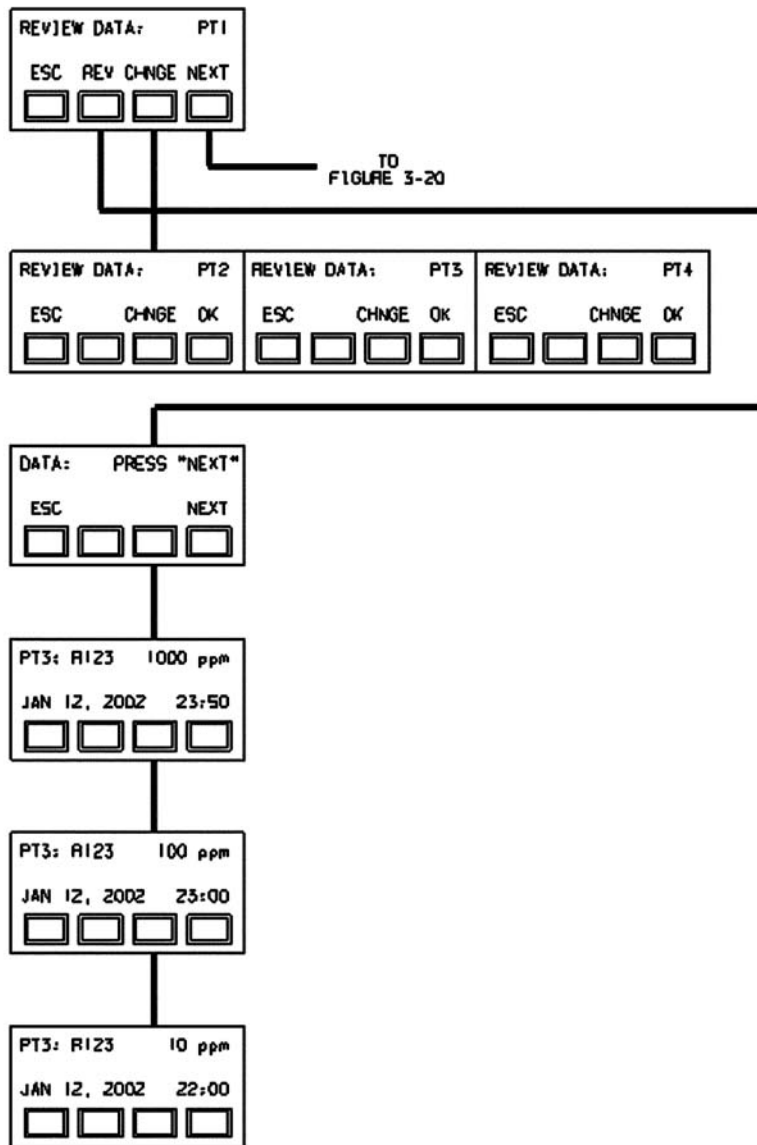 REVIEW DATA: PT1
ESC REV CHNGE NEXT
TO
FIGURE 3-20
REVIEW DATA: PT2
ESC CHNGE OK
REVIEW DATA: PT3
ESC CHNGE OK
REVIEW DATA: PT4
ESC CHNGE OK
DATA: PRESS "NEXT"
ESC NEXT
PT3: A123 1000 ppm
JAN 12, 2002 23:50
PT3: A123 100 ppm
JAN 12, 2002 23:00
PT3: A123 10 ppm
JAN 12, 2002 22:00